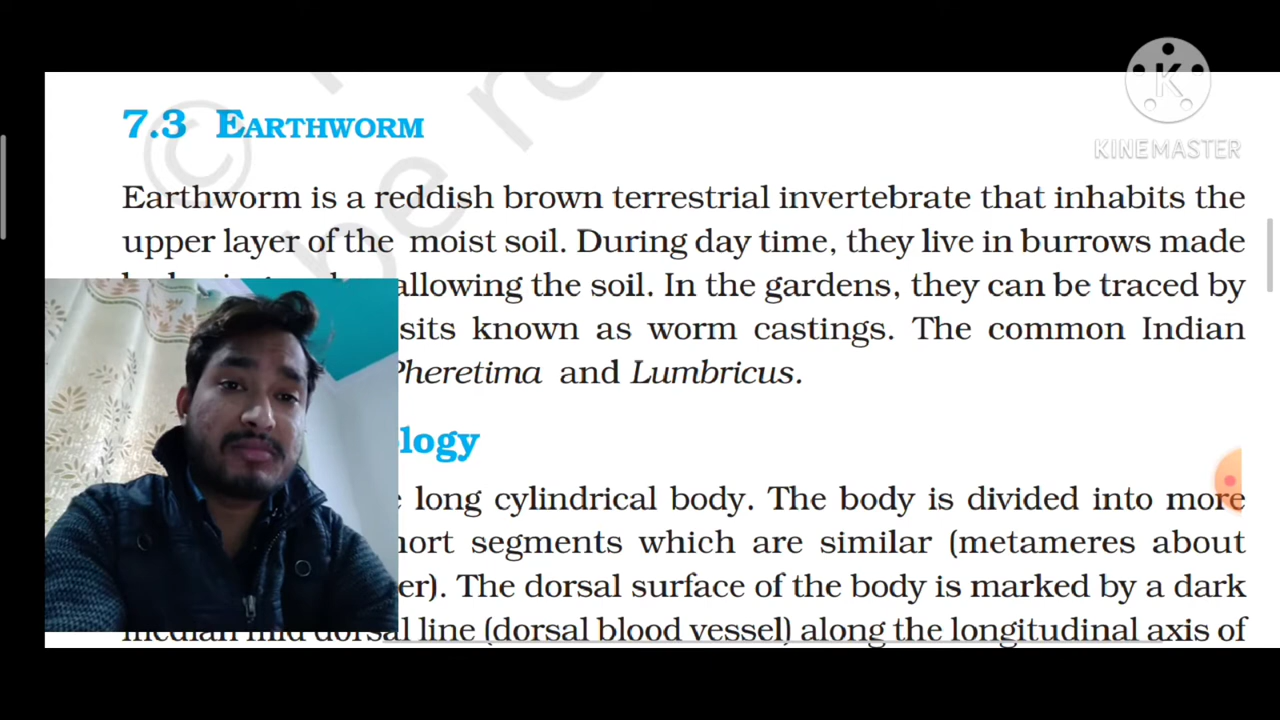 7.3 EARTHWORM
KINEMASTER
Earthworm is a reddish brown terrestrial invertebrate that inhabits the
upper layer of the moist soil. During day time, they live in burrows made
allowing the soil. In the gardens, they can be traced by
sits known as worm castings. The common Indian
Pheretima and Lumbricus.
ology
long cylindrical body. The body is divided into more
hort segments which are similar (metameres about
er). The dorsal surface of the body is marked by a dark
median mid dorsal line (dorsal blood vessel) along the longitudinal axis of